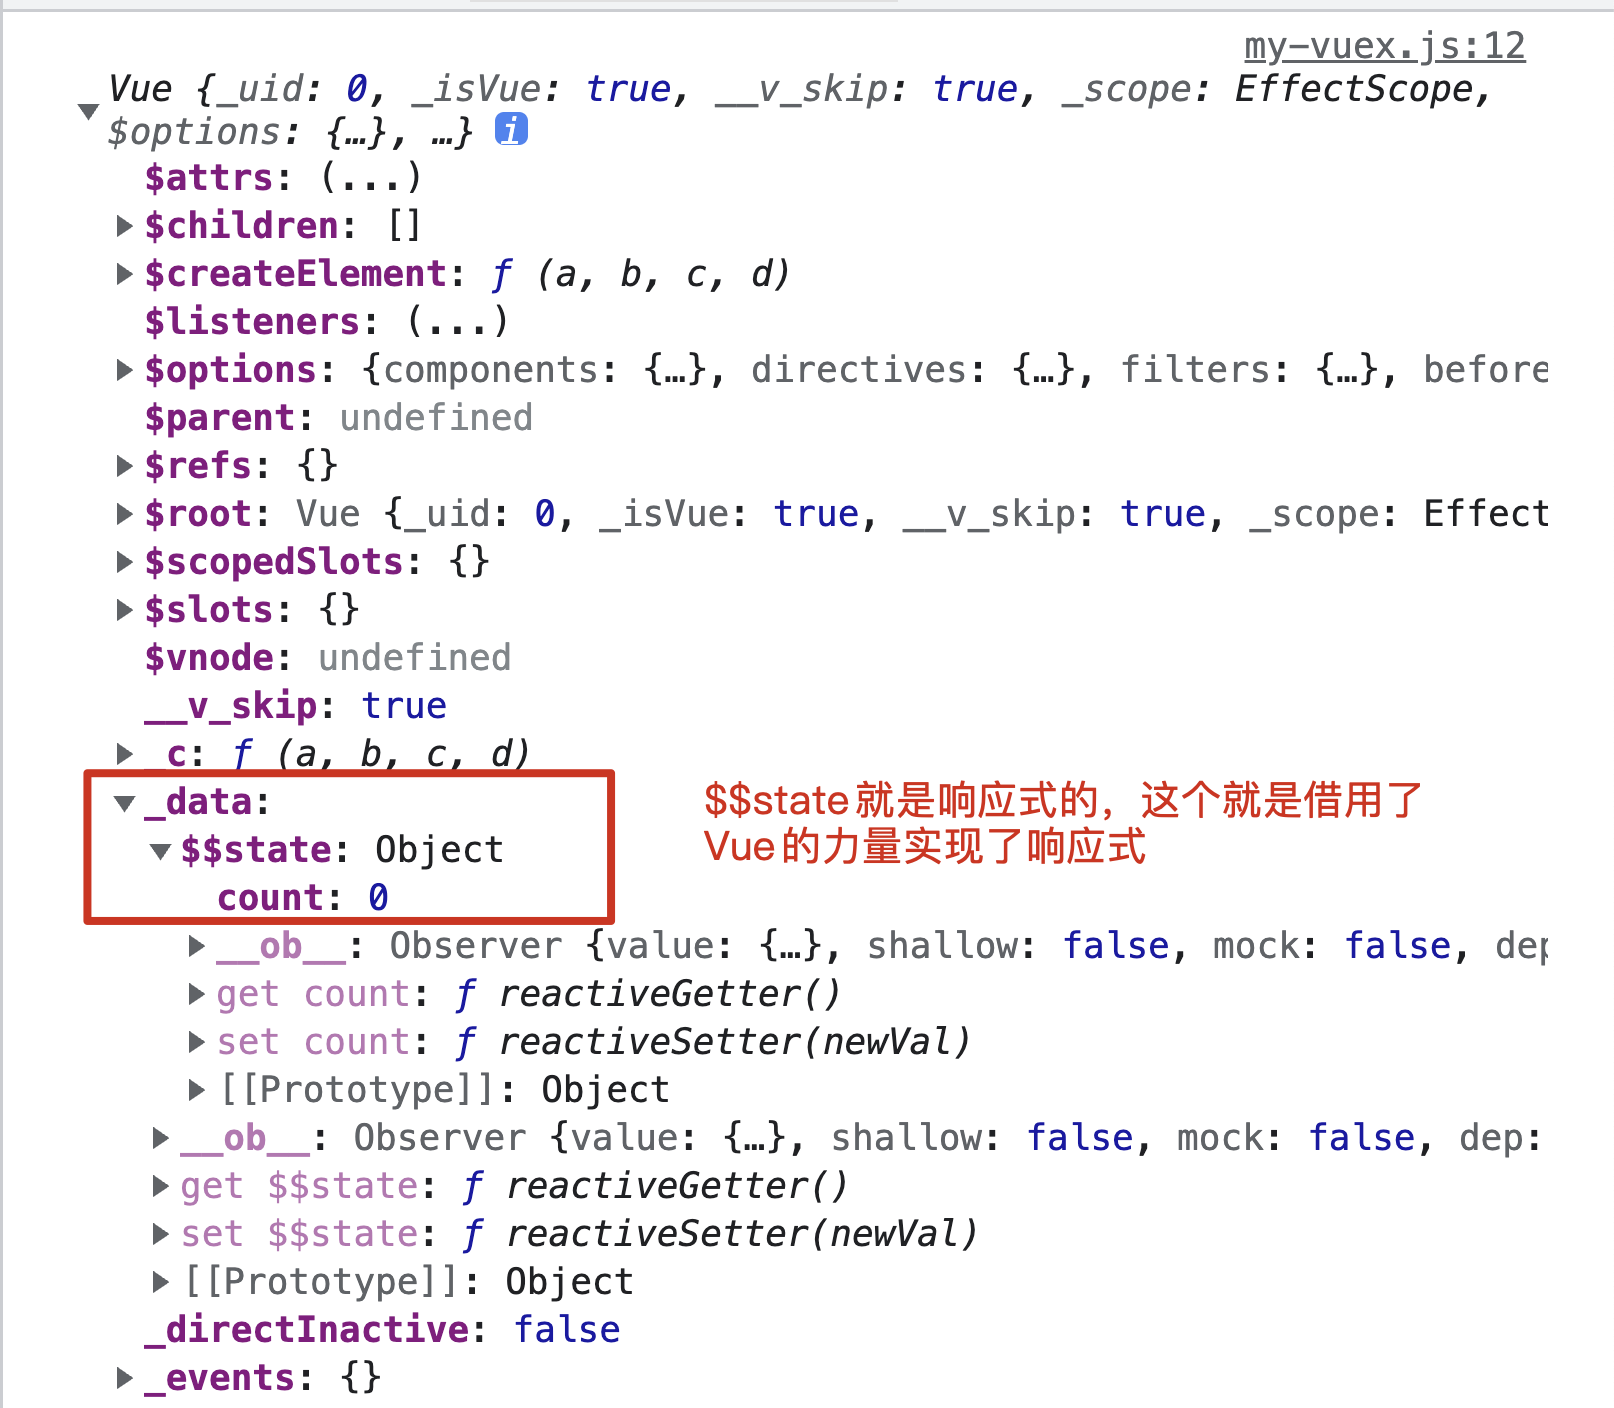 my-vuex.js:12
Vue {_uid: 0, _isVue: true, __v_skip: true, _scope: EffectScope,
$options: {…}, …} i
$attrs: (...)
$children: []
$createElement: ƒ (a, b, c, d)
$listeners: (...)
$options: {components: {…}, directives: {…}, filters: {…}, before
$parent: undefined
$refs: {}
$root: Vue {_uid: 0, _isVue: true, __v_skip: true, _scope: Effect
$scopedSlots: {}
$slots: {}
$vnode: undefined
__v_skip: true
_c: ƒ (a, b, c, d)
_data:
$$state: Object
count: 0
$$state就是响应式的，这个就是借用了
Vue的力量实现了响应式
__ob__: Observer {value: {…}, shallow: false, mock: false, dep
get count: ƒ reactiveGetter()
set count: ƒ reactiveSetter(newVal)
[[Prototype]]: Object
__ob__: Observer {value: {…}, shallow: false, mock: false, dep:
get $$state: ƒ reactiveGetter()
set $$state: ƒ reactiveSetter(newVal)
[[Prototype]]: Object
_directInactive: false
_events: {}